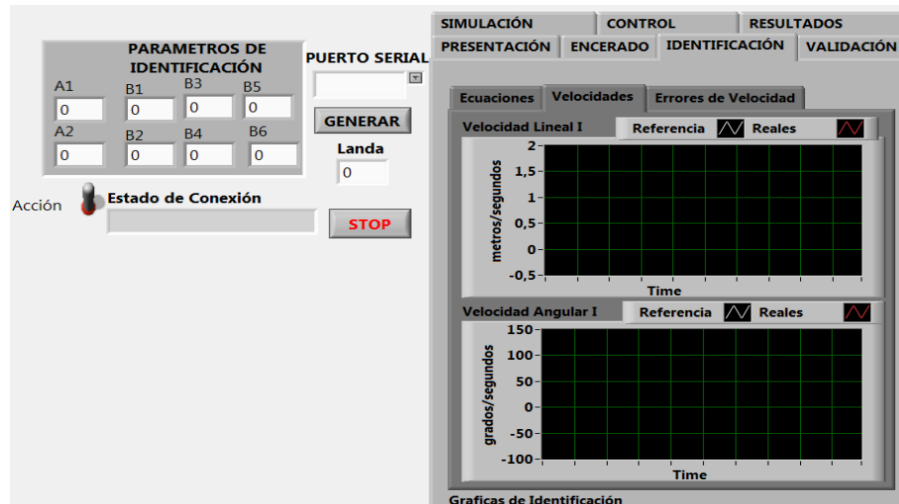 PARAMETROS DE
IDENTIFICACIÓN
A1 B1 B3 B5
0 0 0 0
A2 B2 B4 B6
0 0 0 0
PUERTO SERIAL
GENERAR
Landa
0
Acción
Estado de Conexión
STOP
SIMULACIÓN CONTROL RESULTADOS
PRESENTACIÓN ENCERADO IDENTIFICACIÓN VALIDACIÓN
Ecuaciones Velocidades Errores de Velocidad
Velocidad Lineal I Referencia Reales
metros/segundos
2
1,5
1
0,5
0
-0,5
Time
Velocidad Angular I Referencia Reales
grados/segundos
150
100
50
0
-50
-100
Time
Graficas de Identificación